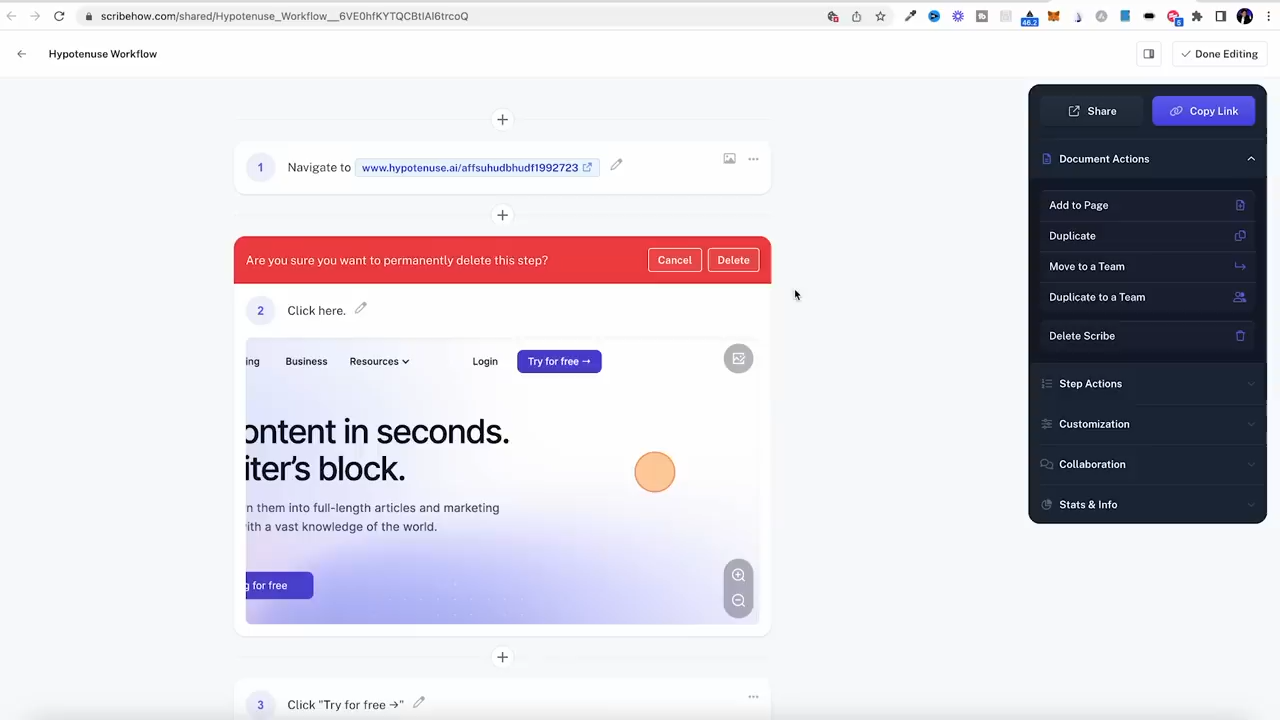 scribehow.com/shared/Hypotenuse_Workflow__6VE0hfKYTQCBtIAI6trcoQ
46.2
5
Hypotenuse Workflow
Done Editing
Share
Copy Link
1
Navigate to www.hypotenuse.ai/affsuhudbhudf1992723
Document Actions
Add to Page
Duplicate
Move to a Team
Duplicate to a Team
Delete Scribe
Step Actions
Customization
Collaboration
Stats & Info
Are you sure you want to permanently delete this step?
Cancel
Delete
2
Click here.
ing
Business
Resources
Login
Try for free →
ontent in seconds.
iter's block.
n them into full-length articles and marketing
ith a vast knowledge of the world.
g for free
3
Click "Try for free →"